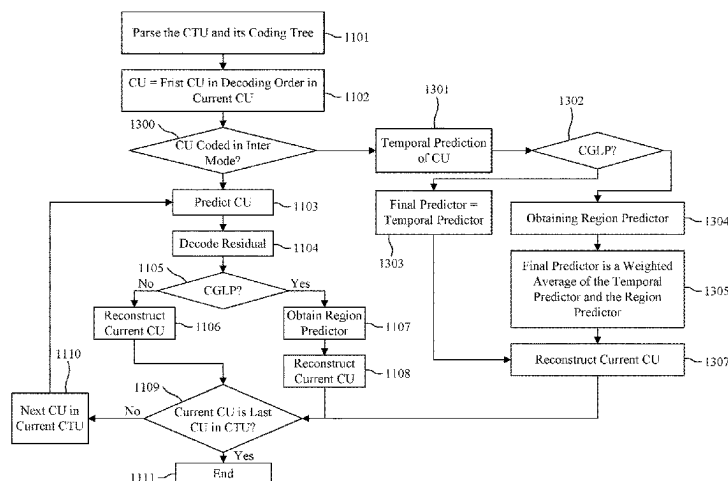 Parse the CTU and its Coding Tree
1101
CU = Frist CU in Decoding Order in
Current CU
1102
1300
CU Coded in Inter
Mode?
1301
Temporal Prediction
of CU
1302
CGLP?
Predict CU
1103
Final Predictor =
Temporal Predictor
1303
Obtaining Region Predictor
1304
Decode Residual
1104
1105
No
CGLP?
Yes
Final Predictor is a Weighted
Average of the Temporal
Predictor and the Region
Predictor
1305
Reconstruct
Current CU
1106
Obtain Region
Predictor
1107
1110
1109
Reconstruct
Current CU
1108
Reconstruct Current CU
1307
Next CU in
Current CTU
No
Current CU is Last
CU in CTU?
Yes
1111
End